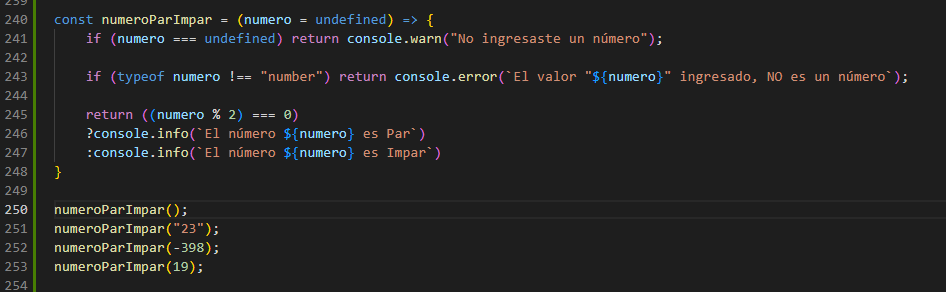 239
240 const numeroParImpar = (numero = undefined) => {
241     if (numero === undefined) return console.warn("No ingresaste un número");
242
243     if (typeof numero !== "number") return console.error(`El valor "${numero}" ingresado, NO es un número`);
244
245     return ((numero % 2) === 0)
246     ?console.info(`El número ${numero} es Par`)
247     :console.info(`El número ${numero} es Impar`)
248 }
249
250 numeroParImpar();
251 numeroParImpar("23");
252 numeroParImpar(-398);
253 numeroParImpar(19);
254